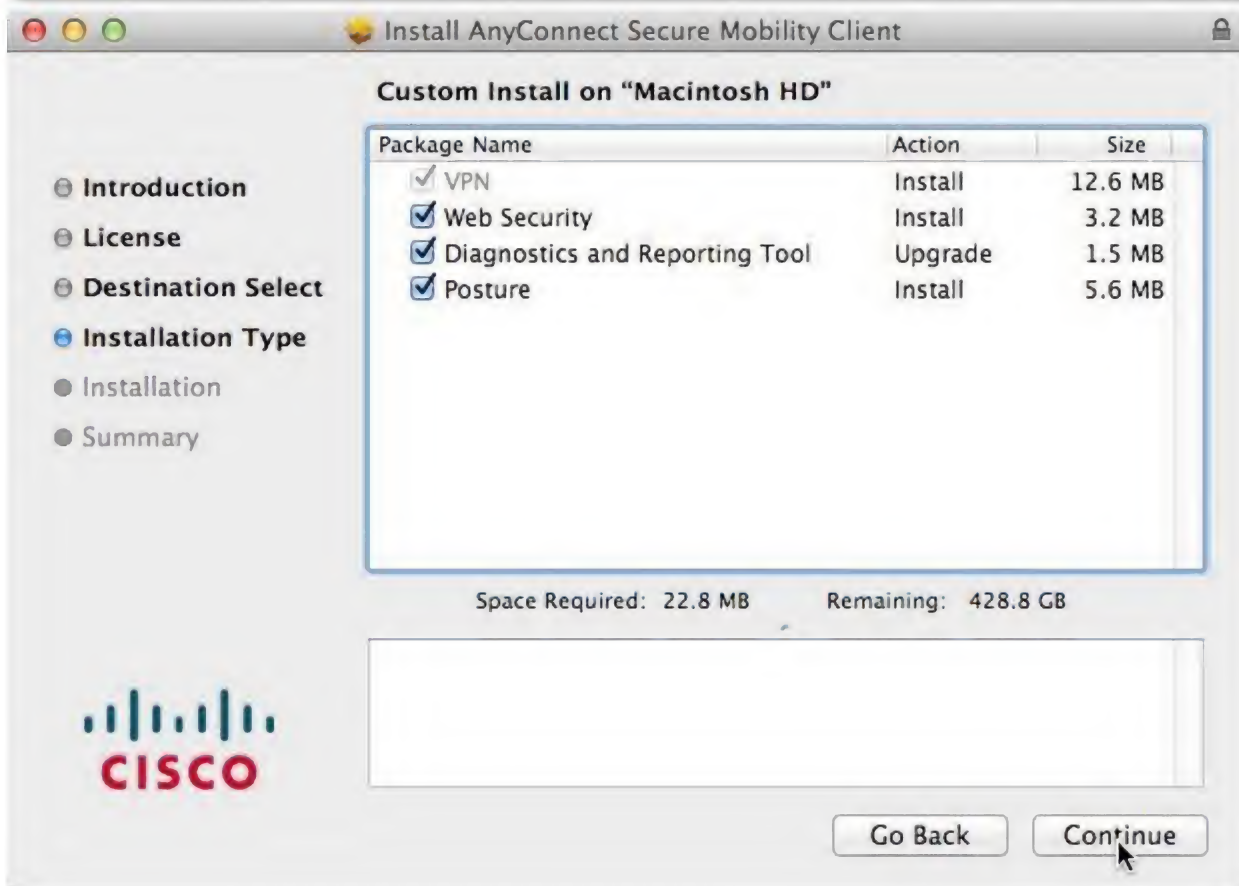 Install AnyConnect Secure Mobility Client
Custom Install on “Macintosh HD”
Introduction
License
Destination Select
Installation Type
Installation
Summary
Package Name Action Size
VPN Install 12.6 MB
Web Security Install 3.2 MB
Diagnostics and Reporting Tool Upgrade 1.5 MB
Posture Install 5.6 MB
Space Required: 22.8 MB Remaining: 428.8 GB
CISCO
Go Back Continue